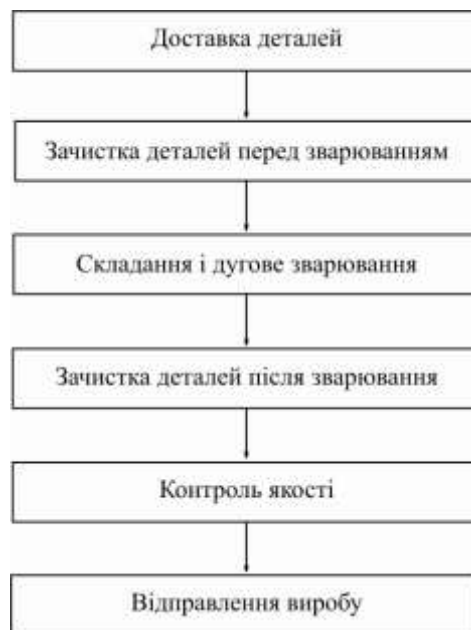 Доставка деталей
Зачистка деталей перед зварюванням
Складання і дугове зварювання
Зачистка деталей після зварювання
Контроль якості
Відправлення виробу